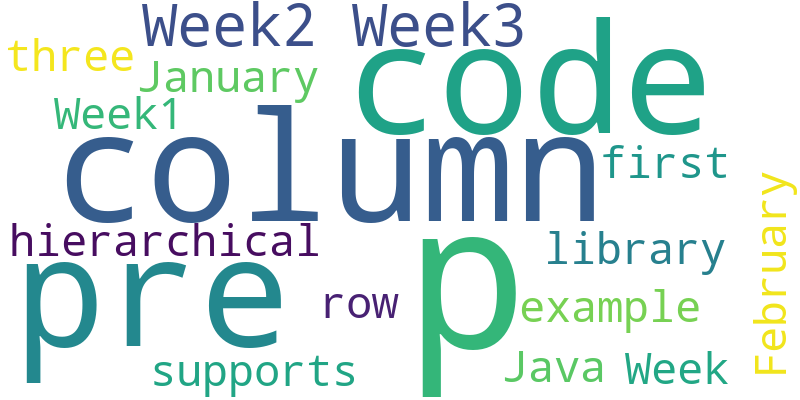 Week2 Week3
three January code
Week1
column first
hierarchical library
pre row p example February
supports Java Week